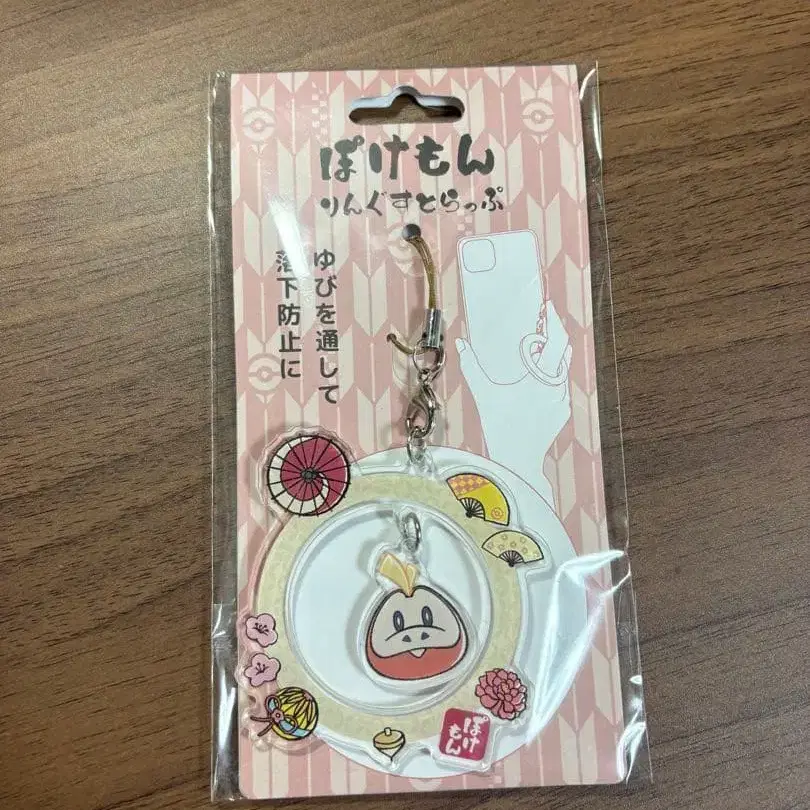 ぽけもん
りんぐすとらっぷ
ゆびを通して
落下防止に
ぽけ
もん